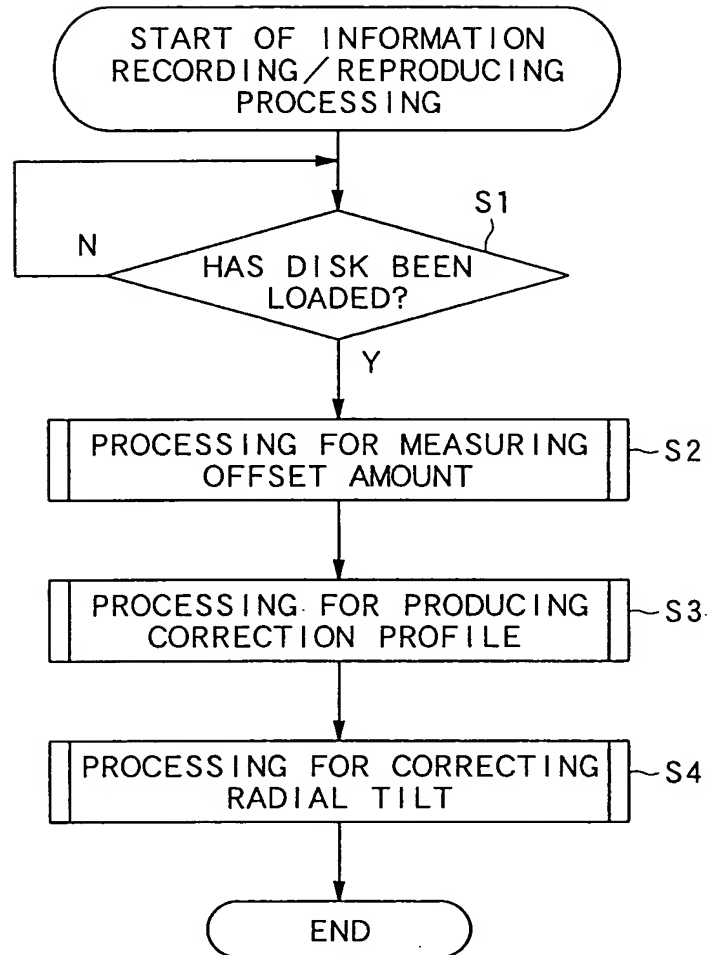 START OF INFORMATION
RECORDING/REPRODUCING
PROCESSING
S1
N
HAS DISK BEEN
LOADED?
Y
PROCESSING FOR MEASURING
OFFSET AMOUNT
S2
PROCESSING FOR PRODUCING
CORRECTION PROFILE
S3
PROCESSING FOR CORRECTING
RADIAL TILT
S4
END